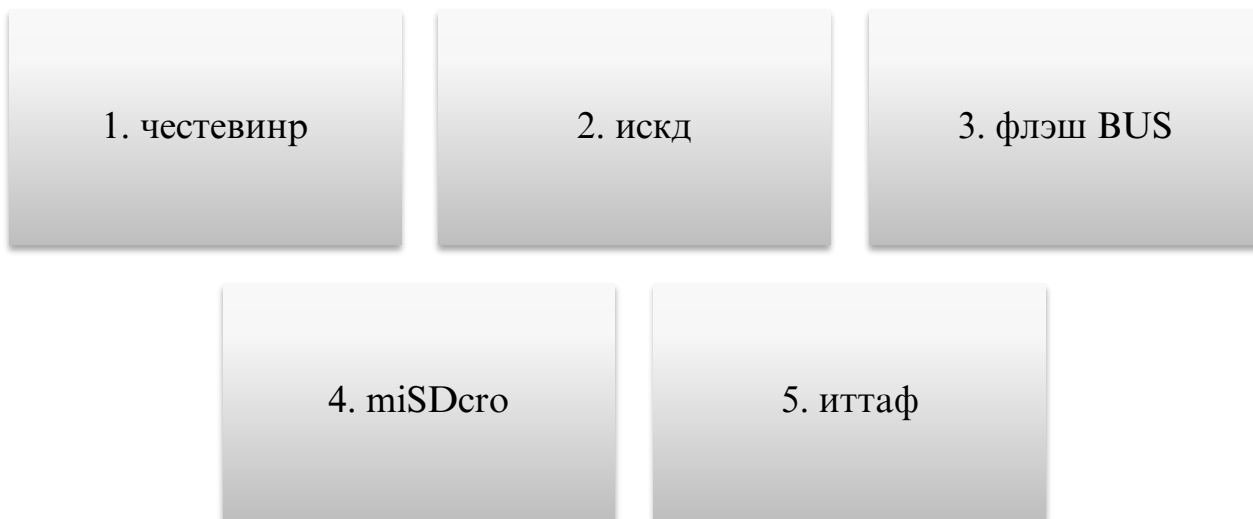 1. честевинр
2. искд
3. флэш BUS
4. miSDcro
5. иттаф